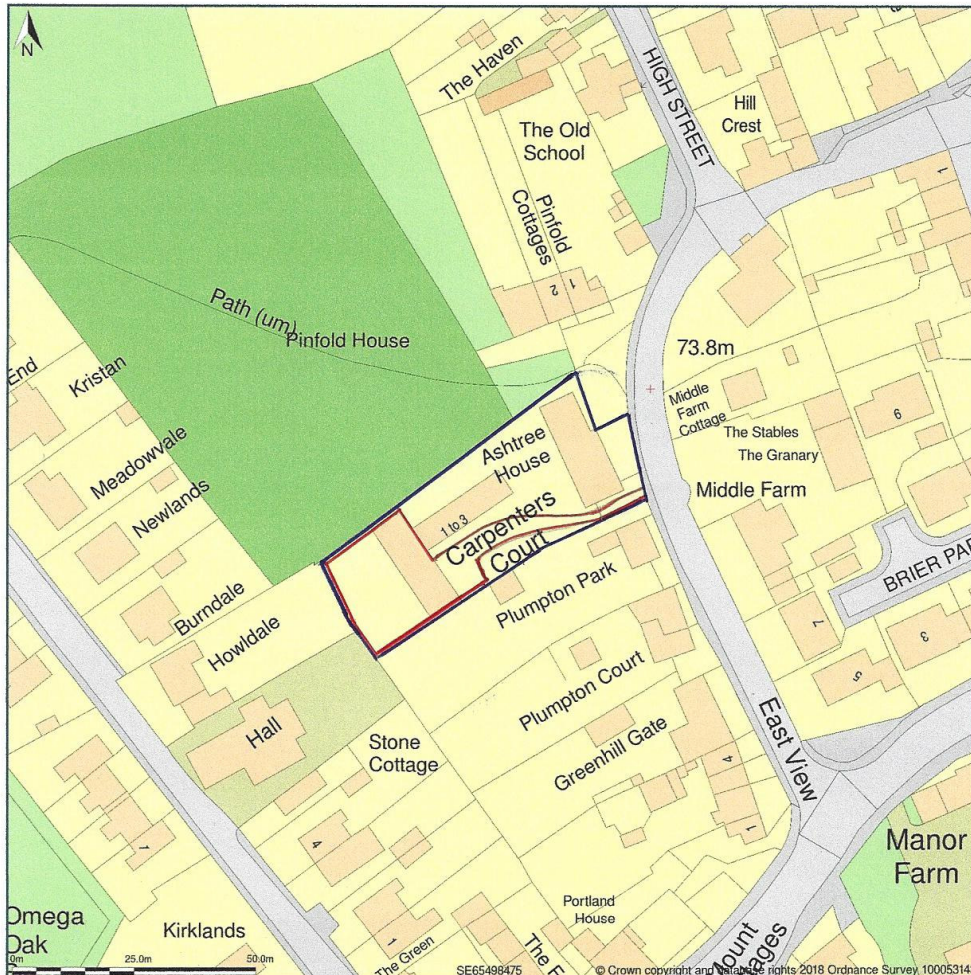 N
The Haven
HIGH STREET
Hill
Crest
The Old
School
Pinfold
Cottages
1
2
1
Path (um)
Pinfold House
73.8m
End
Kristan
Middle
Farm
Cottage
9
The Stables
The Granary
Ashtree
House
Meadowvale
Newlands
Middle Farm
1 to 3
Carpenters
Court
BRIER PAR
Plumpton Park
Burndale
Howldale
7
3
5
Plumpton Court
Hall
East View
Stone
Cottage
Greenhill Gate
4
1
4
1
Manor
Farm
Portland
House
Omega
Oak
Kirklands
1
The Green
0m
25.0m
50.0m
SE65498475
© Crown copyright and database rights 2018 Ordnance Survey 10005314